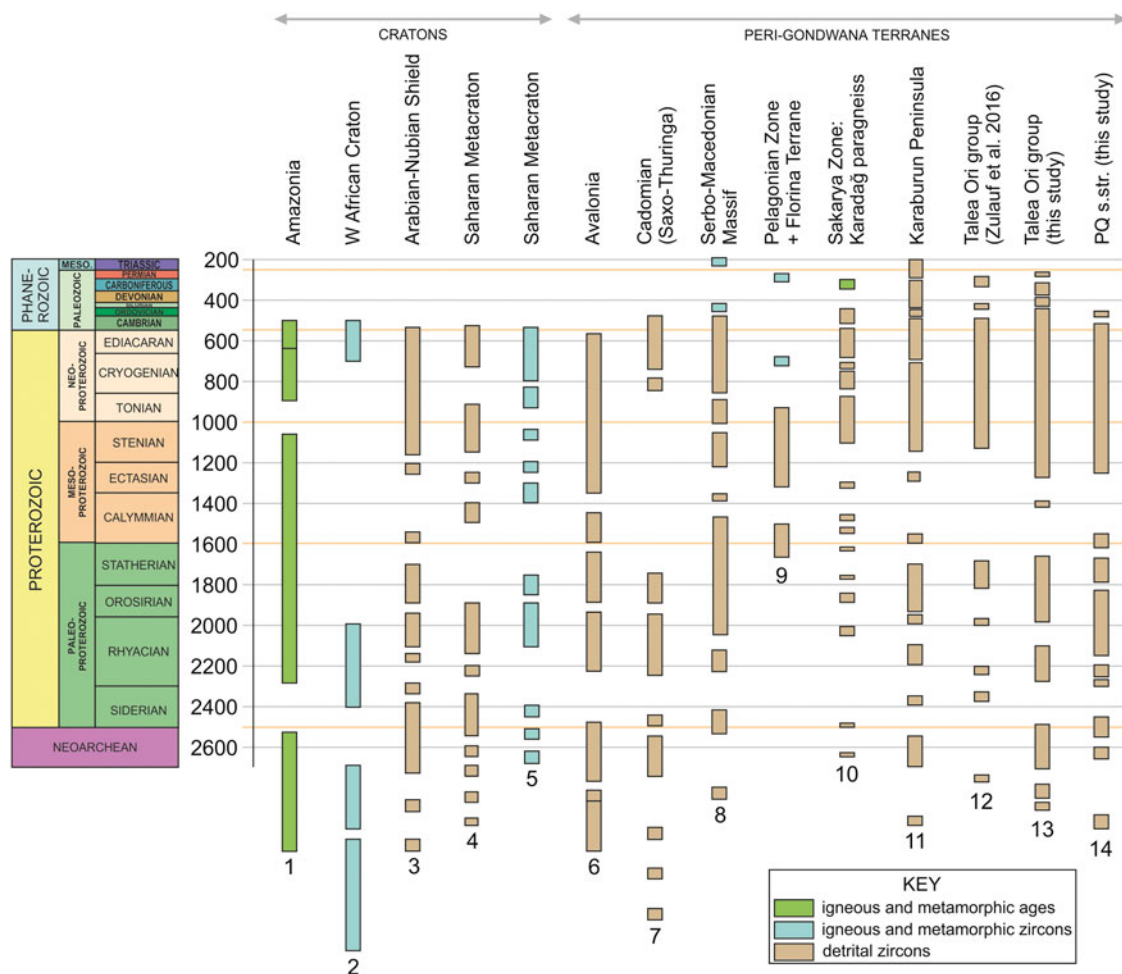 CRATONS
PERI-GONDWANA TERRANES
Amazonia
W African Craton
Arabian-Nubian Shield
Saharan Metacraton
Saharan Metacraton
Avalonia
Cadomian
(Saxo-Thuringa)
Serbo-Macedonian
Massif
Pelagonian Zone
+ Florina Terrane
Sakarya Zone:
Karadağ paragneiss
Karaburun Peninsula
Talea Ori group
(Zulauf et al. 2016)
Talea Ori group
(this study)
PQ s.str. (this study)
PHANE-
ROZOIC
MESO.
PALEOZOIC
TRIASSIC
PERMIAN
CARBONIFEROUS
DEVONIAN
SILURIAN
ORDOVICIAN
CAMBRIAN
PROTEROZOIC
NEO-
PROTEROZOIC
EDIACARAN
CRYOGENIAN
TONIAN
MESO-
PROTEROZOIC
STENIAN
ECTASIAN
CALYMMIAN
PALEO-
PROTEROZOIC
STATHERIAN
OROSIRIAN
RHYACIAN
SIDERIAN
NEOARCHEAN
200
400
600
800
1000
1200
1400
1600
1800
2000
2200
2400
2500
2600
1
2
3
4
5
6
7
8
9
10
11
12
13
14
KEY
igneous and metamorphic ages
igneous and metamorphic zircons
detrital zircons